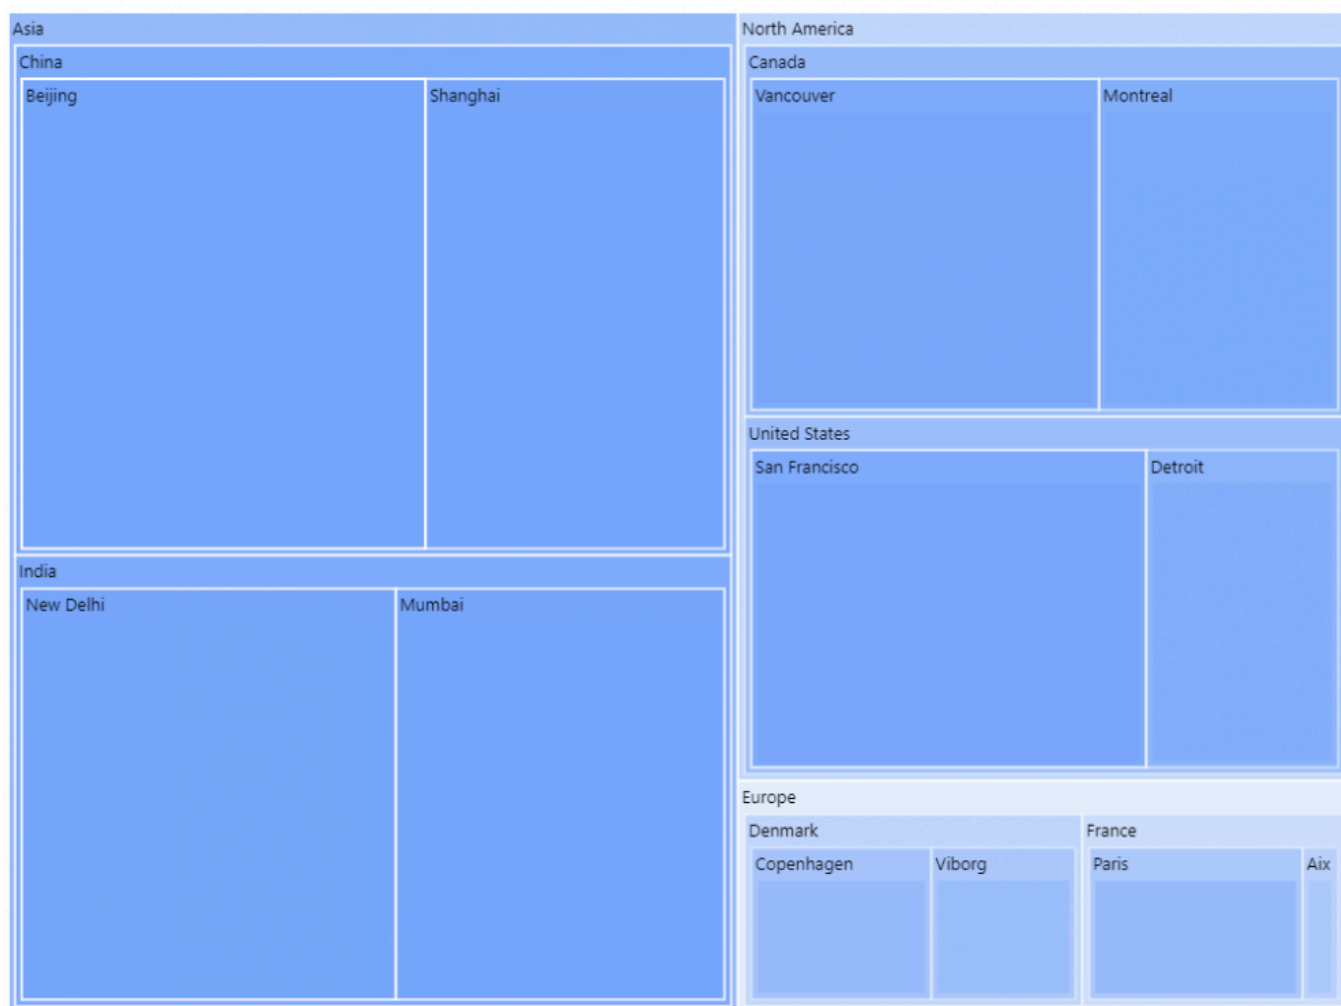 Asia
China
Beijing
Shanghai
India
New Delhi
Mumbai
North America
Canada
Vancouver
Montreal
United States
San Francisco
Detroit
Europe
Denmark
Copenhagen
Viborg
France
Paris
Aix